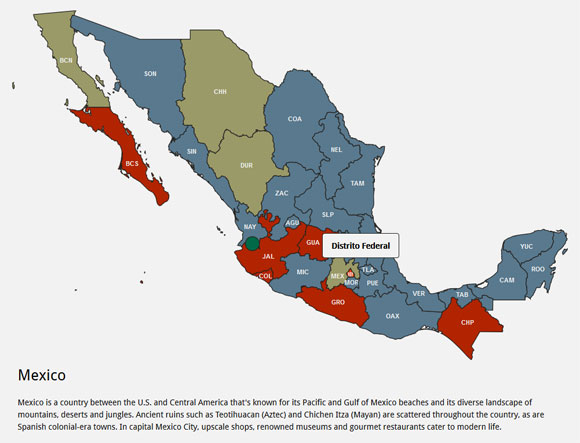 BCN
SON
CHH
COA
BCS
SIN
DUR
NEL
TAM
ZAC
SLP
NAY
AGU
GUA
Distrito Federal
JAL
COL
MIC
MEX
MOR
TLA
PUE
GRO
OAX
VER
TAB
CHP
CAM
YUC
ROO
Mexico
Mexico is a country between the U.S. and Central America that's known for its Pacific and Gulf of Mexico beaches and its diverse landscape of
mountains, deserts and jungles. Ancient ruins such as Teotihuacan (Aztec) and Chichen Itza (Mayan) are scattered throughout the country, as are
Spanish colonial-era towns. In capital Mexico City, upscale shops, renowned museums and gourmet restaurants cater to modern life.